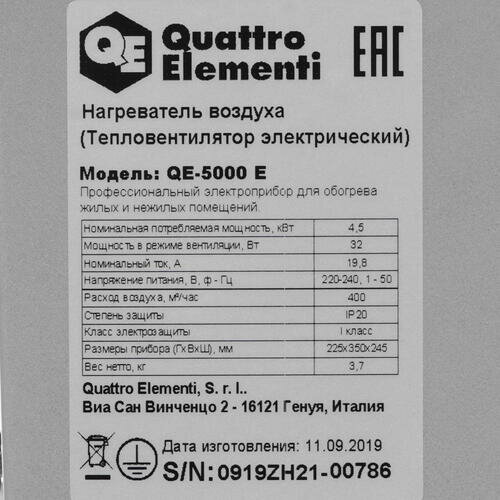 QE Quattro
Elementi
EAC
Нагреватель воздуха
(Тепловентилятор электрический)
Модель: QE-5000 E
Профессиональный электроприбор для обогрева
жилых и нежилых помещений.
Номинальная потребляемая мощность, кВт 4,5
Мощность в режиме вентиляции, Вт 32
Номинальный ток, А 19,8
Напряжение питания, В, ф - Гц 220-240, 1 - 50
Расход воздуха, м³/час 400
Степень защиты IP20
Класс электрозащиты I класс
Размеры прибора (ГхВхШ), мм 225х350х245
Вес нетто, кг 3,7
Quattro Elementi, S. r. l..
Виа Сан Винченцо 2 - 16121 Генуя, Италия
Дата изготовления: 11.09.2019
S/N: 0919ZH21-00786